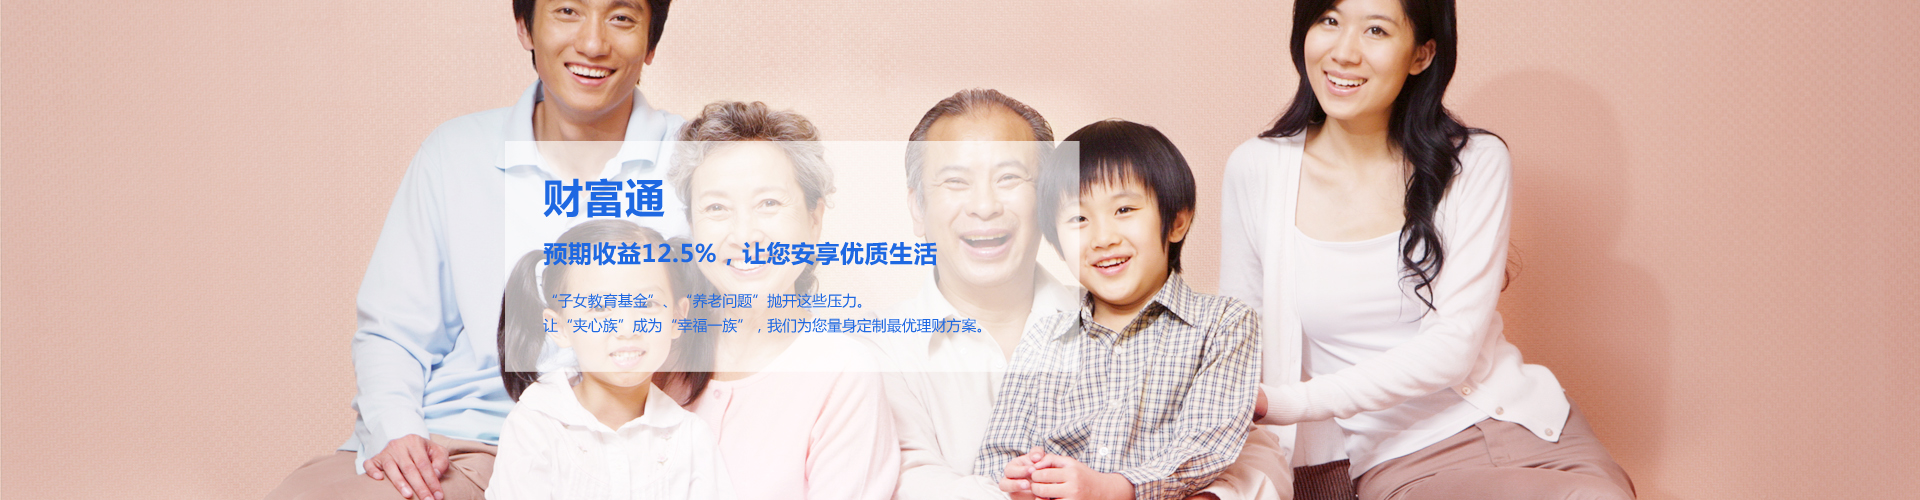 财富通
预期收益12.5%，让您安享优质生活
“子女教育基金”、“养老问题”抛开这些压力。
让“夹心族”成为“幸福一族”，我们为您量身定制最优理财方案。